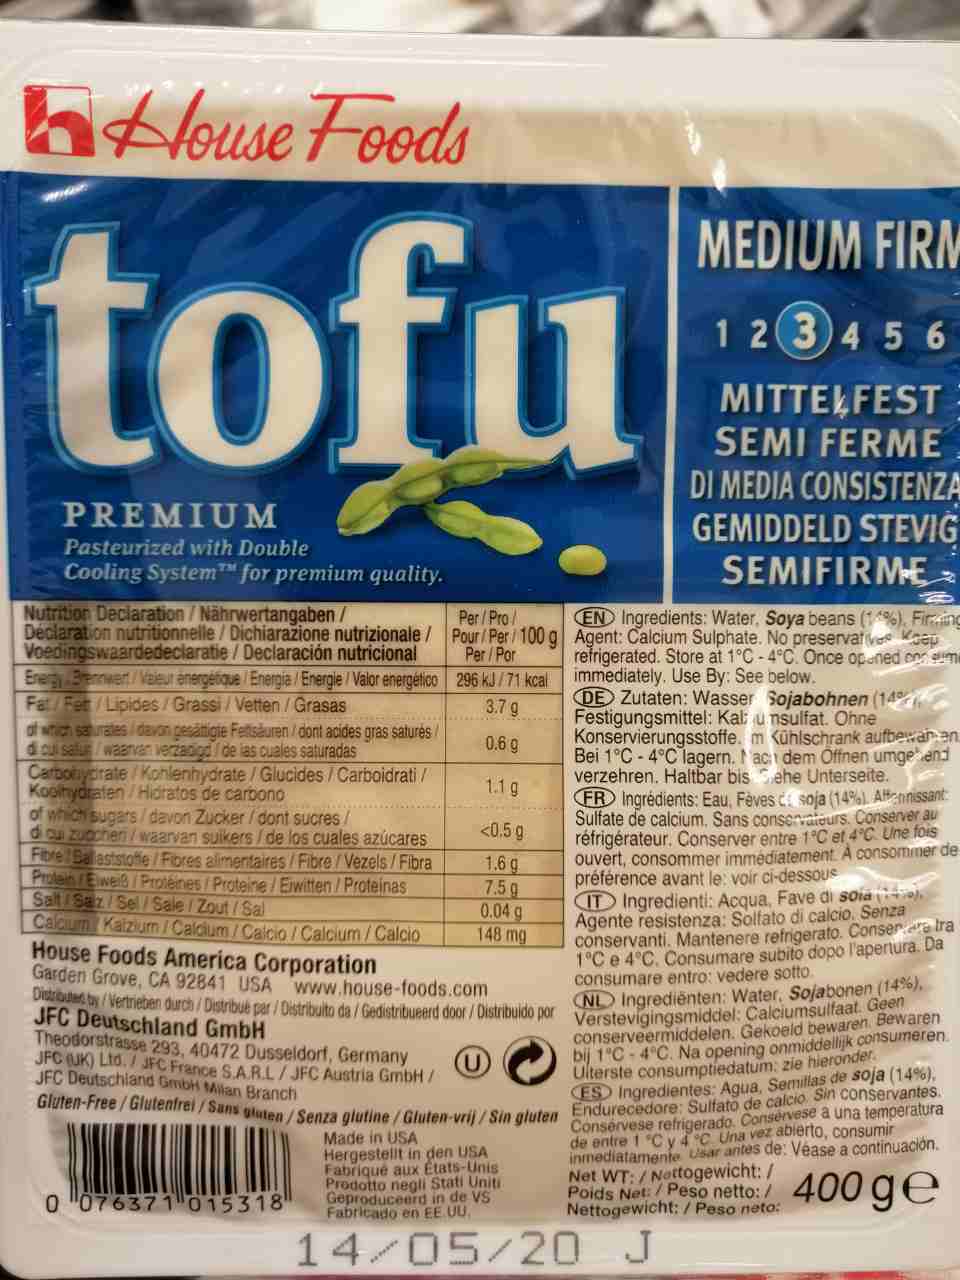 House Foods
tofu
PREMIUM
Pasteurized with Double
Cooling System™ for premium quality.
MEDIUM FIRM
1 2 3 4 5 6
MITTELFEST
SEMI FERME
DI MEDIA CONSISTENZA
GEMIDDELD STEVIG
SEMIFIRME
Nutrition Declaration / Nährwertangaben /
Déclaration nutritionnelle / Dichiarazione nutrizionale /
Voedingswaardedeclaratie / Declaración nutricional
Per / Pro /
Pour / Per / 100 g
Per / Por
Energy / Brennwert / Valeur énergétique / Energia / Energie / Valor energético 296 kJ / 71 kcal
Fat / Fett / Lipides / Grassi / Vetten / Grasas 3.7 g
of which saturates / davon gesättigte Fettsäuren / dont acides gras saturés /
di cui saturi / waarvan verzadigd / de las cuales saturadas 0.6 g
Carbohydrate / Kohlenhydrate / Glucides / Carboidrati /
Koolhydraten / Hidratos de carbono 1.1 g
of which sugars / davon Zucker / dont sucres /
di cui zuccheri / waarvan suikers / de los cuales azúcares <0.5 g
Fibre / Ballaststoffe / Fibres alimentaires / Fibre / Vezels / Fibra 1.6 g
Protein / Eiweiß / Protéines / Proteine / Eiwitten / Proteínas 7.5 g
Salt / Salz / Sel / Sale / Zout / Sal 0.04 g
Calcium / Kalzium / Calcium / Calcio / Calcium / Calcio 148 mg
House Foods America Corporation
Garden Grove, CA 92841 USA www.house-foods.com
Distributed by / Vertrieben durch / Distribué par / Distribuito da / Gedistribueerd door / Distribuido por
JFC Deutschland GmbH
Theodorstrasse 293, 40472 Dusseldorf, Germany
JFC (UK) Ltd. / JFC France S.A.R.L / JFC Austria GmbH /
JFC Deutschland GmbH Milan Branch
U
Gluten-Free / Glutenfrei / Sans gluten / Senza glutine / Gluten-vrij / Sin gluten
Made in USA
Hergestellt in den USA
Fabriqué aux États-Unis
Prodotto negli Stati Uniti
Geproduceerd in de VS
Fabricado en EE.UU.
0 076371 015318
EN Ingredients: Water, Soya beans (14%). Firming
Agent: Calcium Sulphate. No preservatives. Keep
refrigerated. Store at 1°C - 4°C. Once opened consume
immediately. Use By: See below.
DE Zutaten: Wasser, Sojabohnen (14%),
Festigungsmittel: Kalziumsulfat. Ohne
Konservierungsstoffe. Im Kühlschrank aufbewahren.
Bei 1°C - 4°C lagern. Nach dem Öffnen umgehend
verzehren. Haltbar bis: Siehe Unterseite.
FR Ingrédients: Eau, Fèves de soja (14%). Affermissant:
Sulfate de calcium. Sans conservateurs. Conserver au
réfrigérateur. Conserver entre 1°C et 4°C. Une fois
ouvert, consommer immédiatement. À consommer de
préférence avant le: voir ci-dessous.
IT Ingredienti: Acqua, Fave di soia (14%),
Agente resistenza: Solfato di calcio. Senza
conservanti. Mantenere refrigerato. Conservare tra
1°C e 4°C. Consumare subito dopo l'apertura. Da
consumare entro: vedere sotto.
NL Ingrediënten: Water, Sojabonen (14%),
Verstevigingsmiddel: Calciumsulfaat. Geen
conserveermiddelen. Gekoeld bewaren. Bewaren
bij 1°C - 4°C. Na opening onmiddellijk consumeren.
Uiterste consumptiedatum: zie hieronder.
ES Ingredientes: Agua, Semillas de soja (14%),
Endurecedore: Sulfato de calcio. Sin conservantes.
Consérvese refrigerado. Consérvese a una temperatura
de entre 1 °C y 4 °C. Una vez abierto, consumir
inmediatamente. Usar antes de: Véase a continuación.
Net WT: / Nettogewicht: /
Poids Net: / Peso netto: /
Nettogewicht: / Peso neto:
400 g e
14/05/20 J